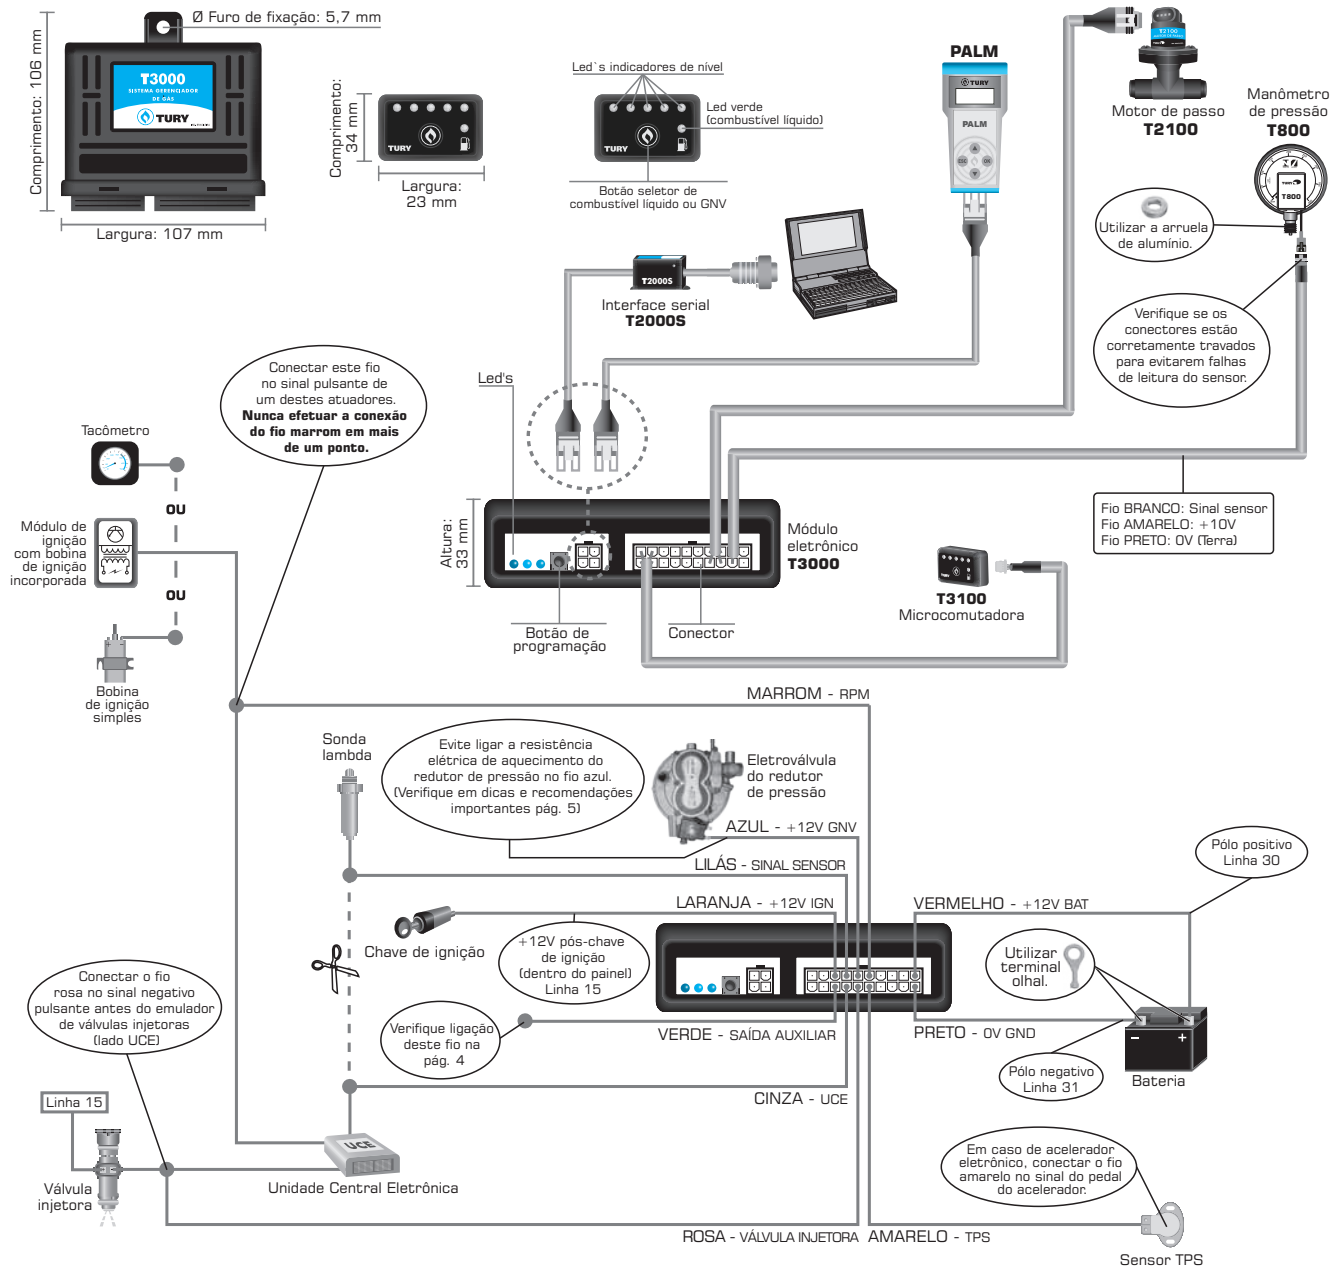 Ø Furo de fixação: 5,7 mm
Comprimento: 106 mm
T3000
SISTEMA GERENCIADOR
DE GÁS
TURY
Largura: 107 mm
Comprimento:
34 mm
TURY
Largura:
23 mm
Led`s indicadores de nível
Led verde
(combustível líquido)
TURY
Botão seletor de
combustível líquido ou GNV
PALM
TURY
PALM
ESC
OK
T2100
Motor de passo
T2100
Manômetro
de pressão
T800
TURY
T800
Utilizar a arruela
de alumínio.
Verifique se os
conectores estão
corretamente travados
para evitarem falhas
de leitura do sensor.
T2000S
Interface serial
T2000S
Conectar este fio
no sinal pulsante de
um destes atuadores.
Nunca efetuar a conexão
do fio marrom em mais
de um ponto.
Led's
Tacômetro
OU
Módulo de
ignição
com bobina
de ignição
incorporada
OU
Bobina
de ignição
simples
Altura:
33 mm
Módulo
eletrônico
T3000
Botão de
programação
Conector
Fio BRANCO: Sinal sensor
Fio AMARELO: +10V
Fio PRETO: 0V (Terra)
T3100
Microcomutadora
MARROM - RPM
Sonda
lambda
Evite ligar a resistência
elétrica de aquecimento do
redutor de pressão no fio azul.
(Verifique em dicas e recomendações
importantes pág. 5)
Eletroválvula
do redutor
de pressão
AZUL - +12V GNV
LILÁS - SINAL SENSOR
Pólo positivo
Linha 30
LARANJA - +12V IGN
VERMELHO - +12V BAT
Chave de ignição
+12V pós-chave
de ignição
(dentro do painel)
Linha 15
Utilizar
terminal
olhal.
Conectar o fio
rosa no sinal negativo
pulsante antes do emulador
de válvulas injetoras
(lado UCE)
Verifique ligação
deste fio na
pág. 4
VERDE - SAÍDA AUXILIAR
PRETO - 0V GND
- +
Bateria
Pólo negativo
Linha 31
CINZA - UCE
Linha 15
UCE
Válvula
injetora
Unidade Central Eletrônica
Em caso de acelerador
eletrônico, conectar o fio
amarelo no sinal do pedal
do acelerador.
ROSA - VÁLVULA INJETORA
AMARELO - TPS
Sensor TPS